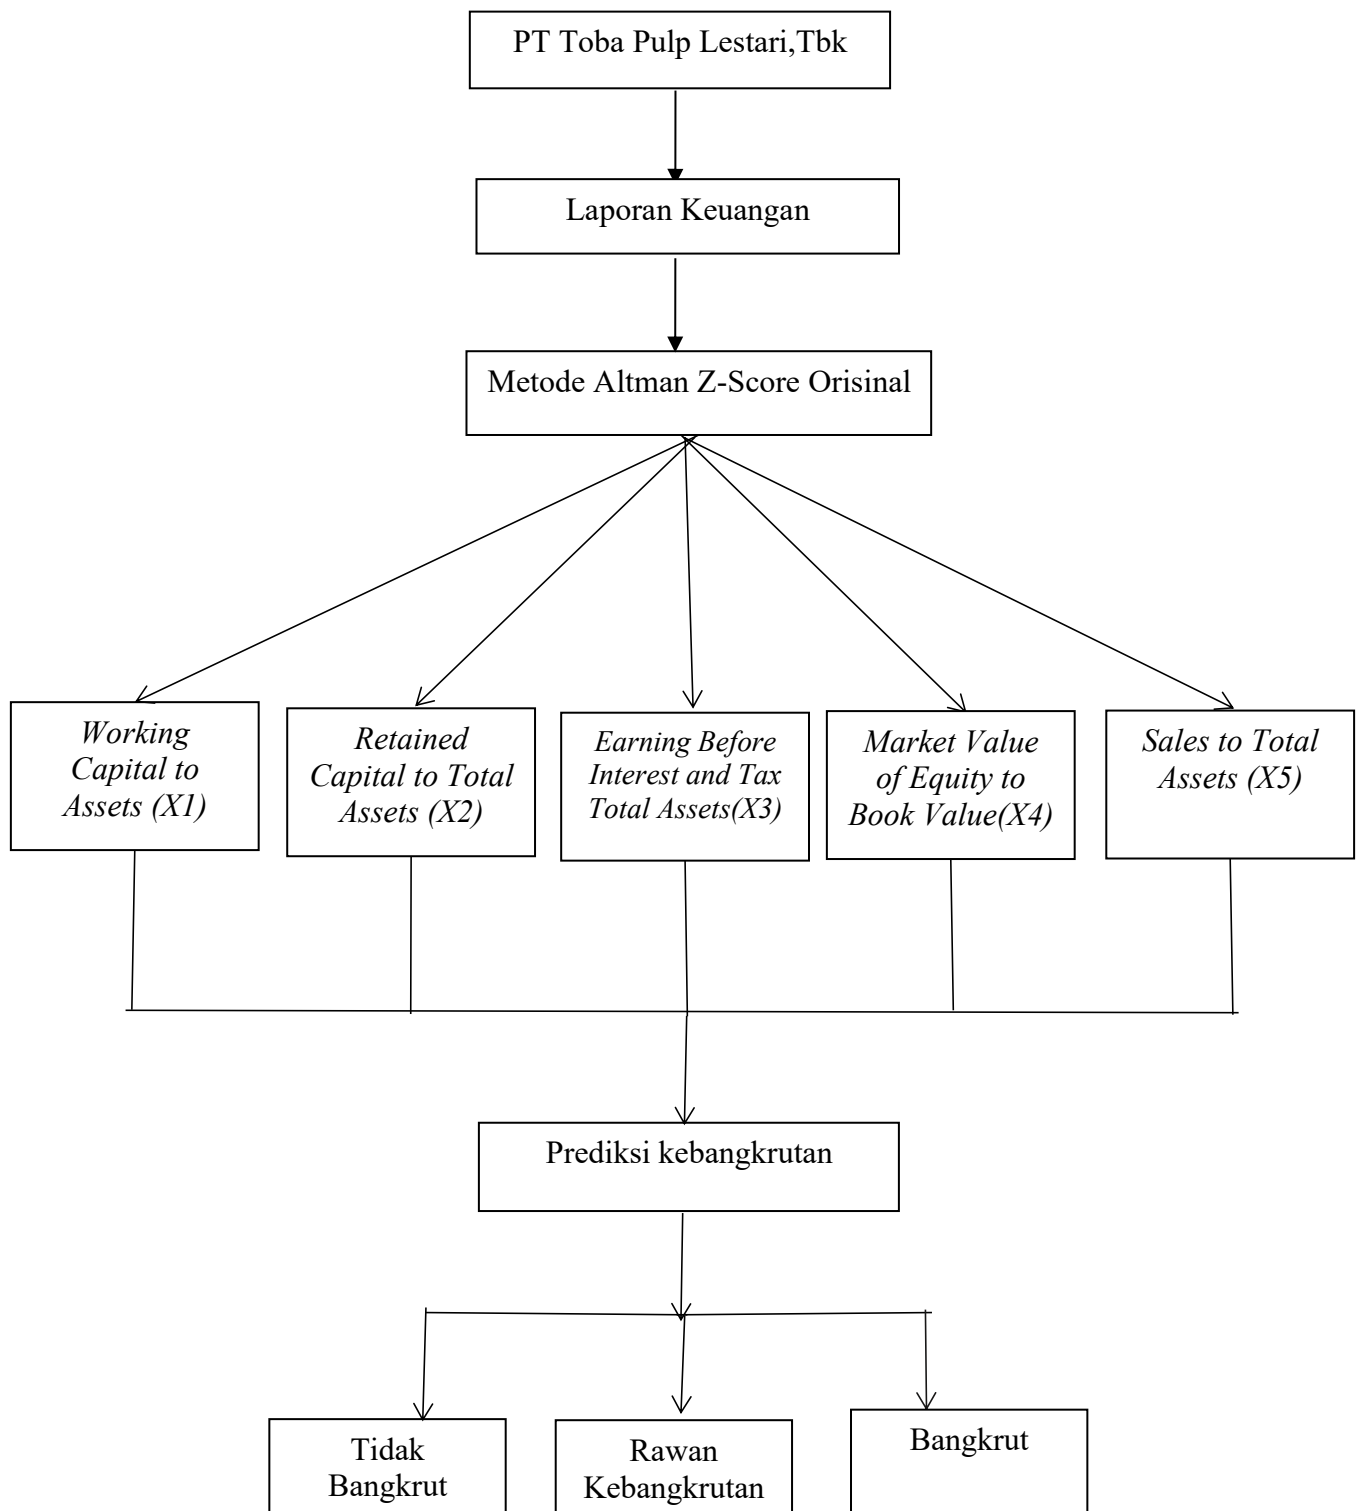 PT Toba Pulp Lestari,Tbk
Laporan Keuangan
Metode Altman Z-Score Orisinal
Working
Capital to
Assets (X1)
Retained
Capital to Total
Assets (X2)
Earning Before
Interest and Tax
Total Assets(X3)
Market Value
of Equity to
Book Value(X4)
Sales to Total
Assets (X5)
Prediksi kebangkrutan
Tidak
Bangkrut
Rawan
Kebangkrutan
Bangkrut